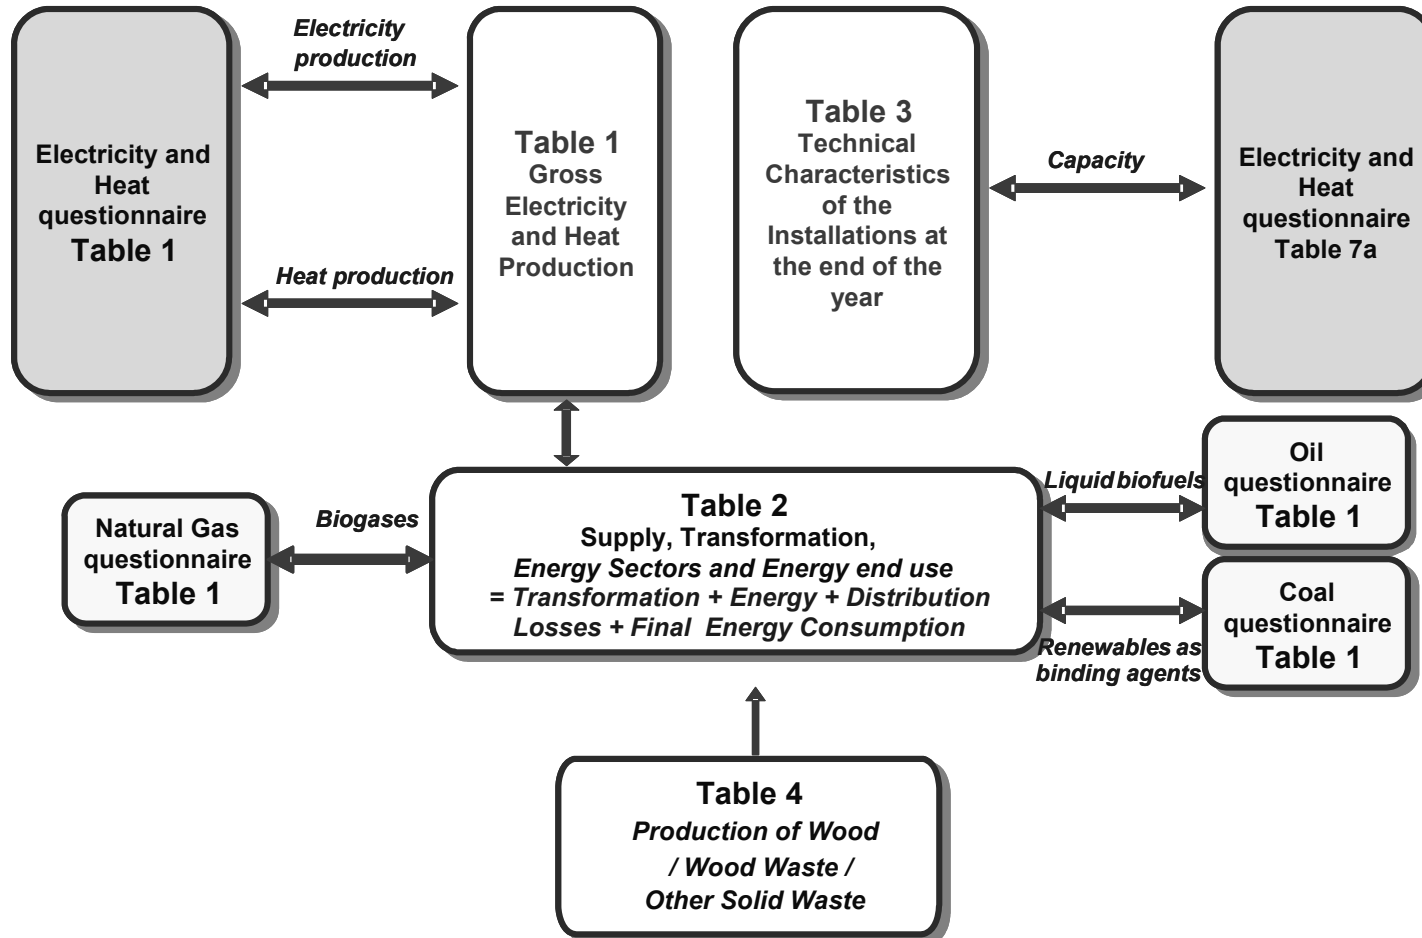 Electricity
production
Electricity and
Heat
questionnaire
Table 1
Heat production
Table 1
Gross
Electricity
and Heat
Production
Table 3
Technical
Characteristics
of the
Installations at
the end of the
year
Capacity
Electricity and
Heat
questionnaire
Table 7a
Natural Gas
questionnaire
Table 1
Biogases
Table 2
Supply, Transformation,
Energy Sectors and Energy end use
= Transformation + Energy + Distribution
Losses + Final Energy Consumption
Liquid biofuels
Oil
questionnaire
Table 1
Renewables as
binding agents
Coal
questionnaire
Table 1
Table 4
Production of Wood
/ Wood Waste /
Other Solid Waste